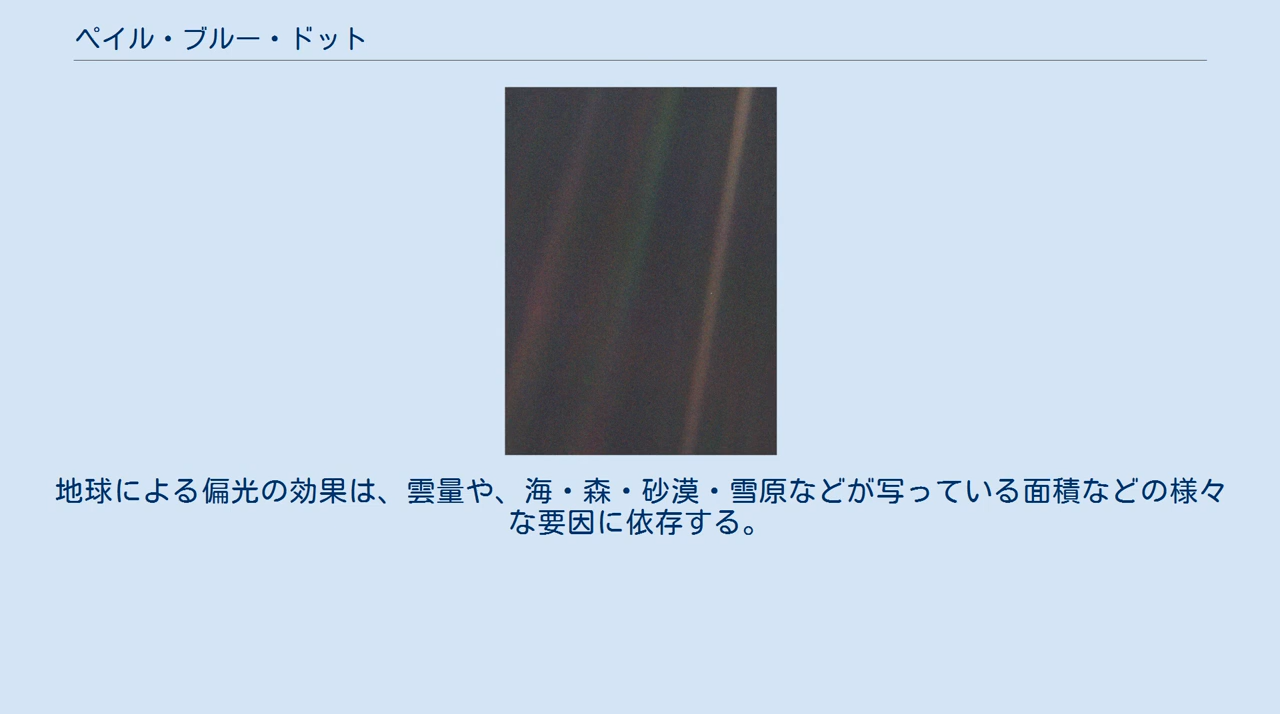 ペイル・ブルー・ドット
地球による偏光の効果は、雲量や、海・森・砂漠・雪原などが写っている面積などの様々
な要因に依存する。